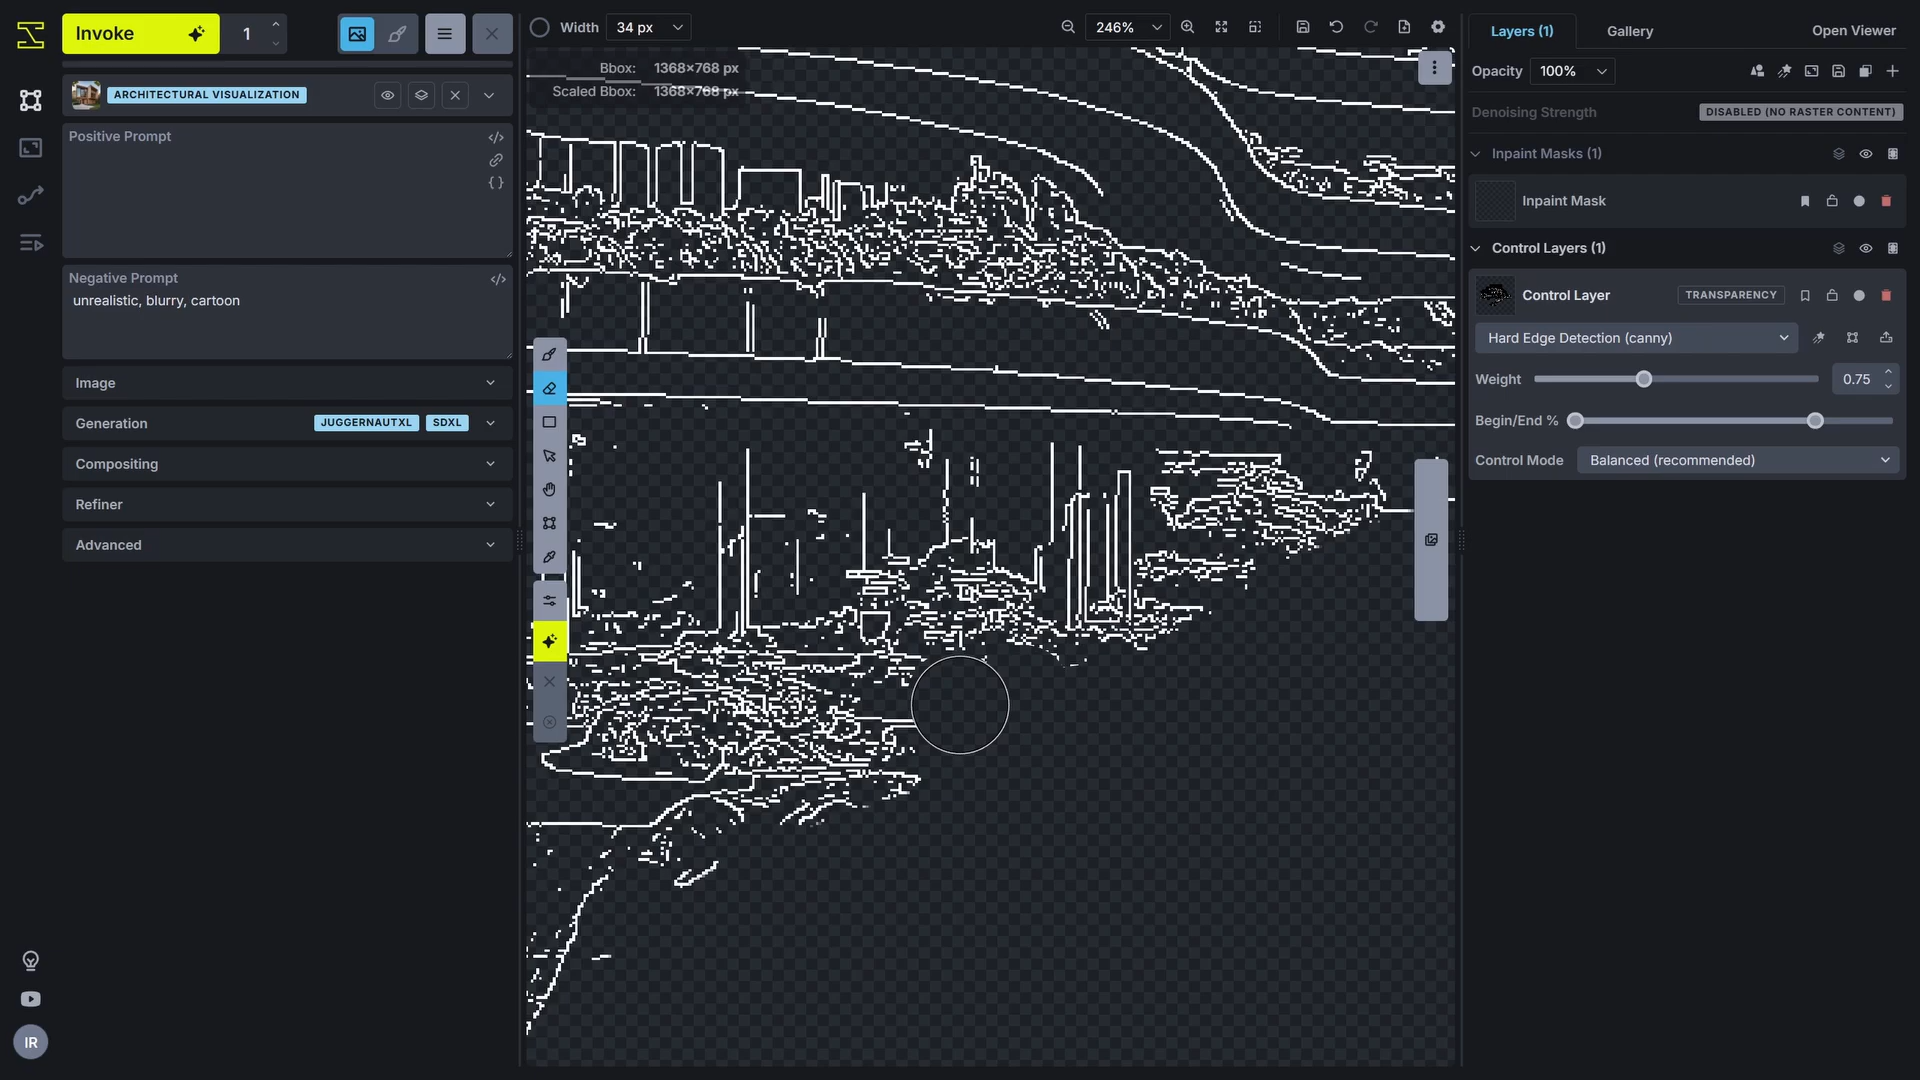 Invoke
1
Width
34 px
246%
Layers (1)
Gallery
Open Viewer
Bbox: 1368×768 px
Scaled Bbox: 1368×768 px
Opacity
100%
ARCHITECTURAL VISUALIZATION
Denoising Strength
DISABLED (NO RASTER CONTENT)
Positive Prompt
Inpaint Masks (1)
Inpaint Mask
Control Layers (1)
Negative Prompt
unrealistic, blurry, cartoon
Control Layer
TRANSPARENCY
Hard Edge Detection (canny)
Weight
0.75
Image
Generation
JUGGERNAUTXL
SDXL
Begin/End %
Compositing
Control Mode
Balanced (recommended)
Refiner
Advanced
IR